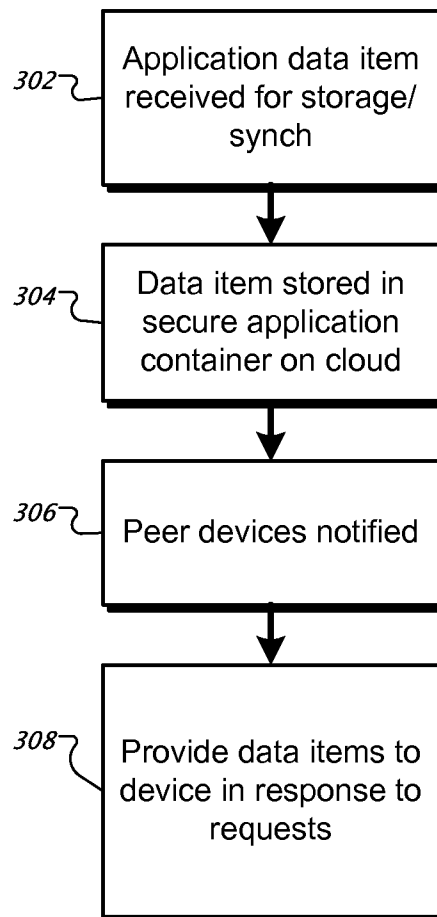 302
Application data item
received for storage/
synch
304
Data item stored in
secure application
container on cloud
306
Peer devices notified
308
Provide data items to
device in response to
requests